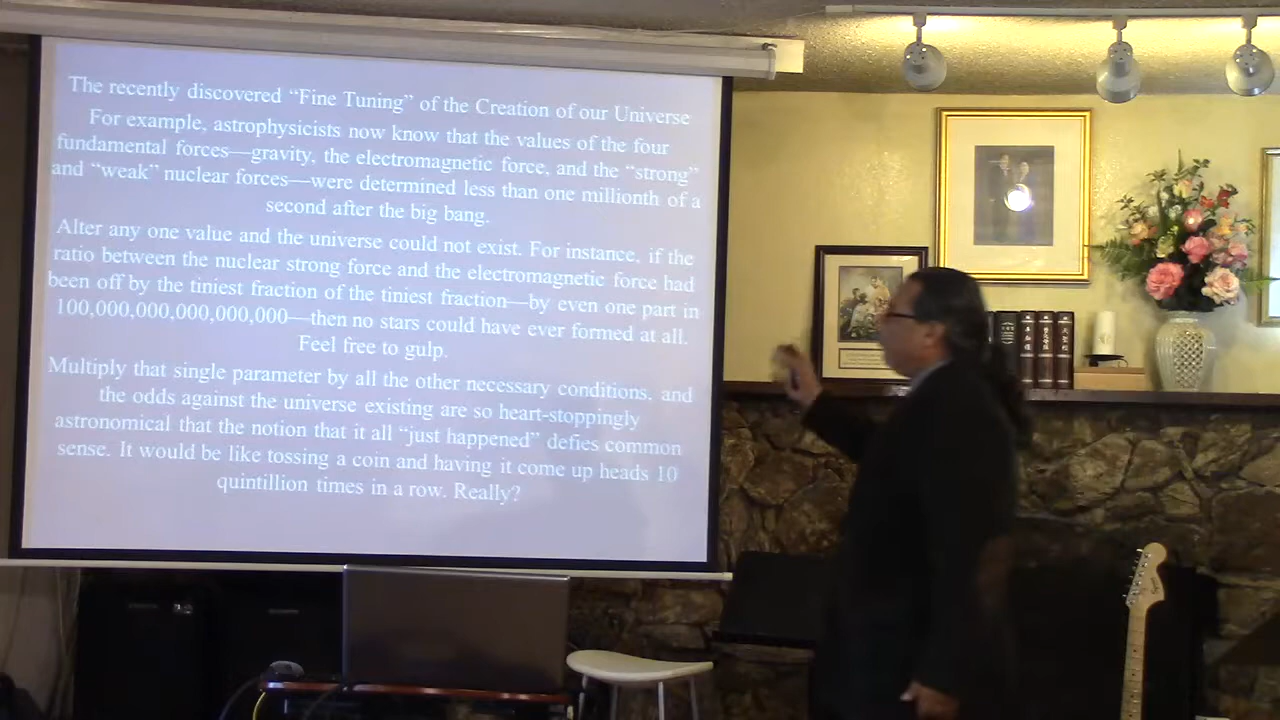 The recently discovered “Fine Tuning” of the Creation of our Universe
For example, astrophysicists now know that the values of the four
fundamental forces—gravity, the electromagnetic force, and the “strong”
and “weak” nuclear forces—were determined less than one millionth of a
second after the big bang.
Alter any one value and the universe could not exist. For instance, if the
ratio between the nuclear strong force and the electromagnetic force had
been off by the tiniest fraction of the tiniest fraction—by even one part in
100,000,000,000,000,000—then no stars could have ever formed at all.
Feel free to gulp.
Multiply that single parameter by all the other necessary conditions, and
the odds against the universe existing are so heart-stoppingly
astronomical that the notion that it all “just happened” defies common
sense. It would be like tossing a coin and having it come up heads 10
quintillion times in a row. Really?